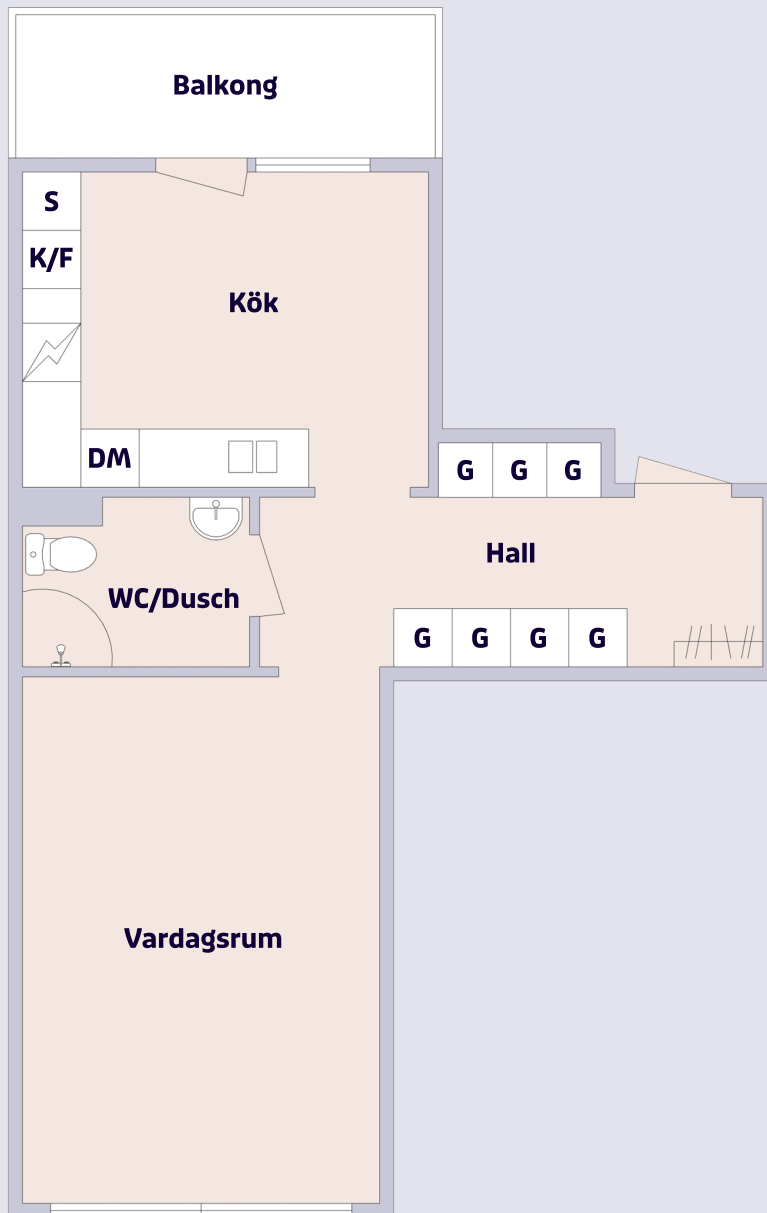 Balkong
S
K/F
Kök
DM
G G G
Hall
WC/Dusch
G G G G
Vardagsrum